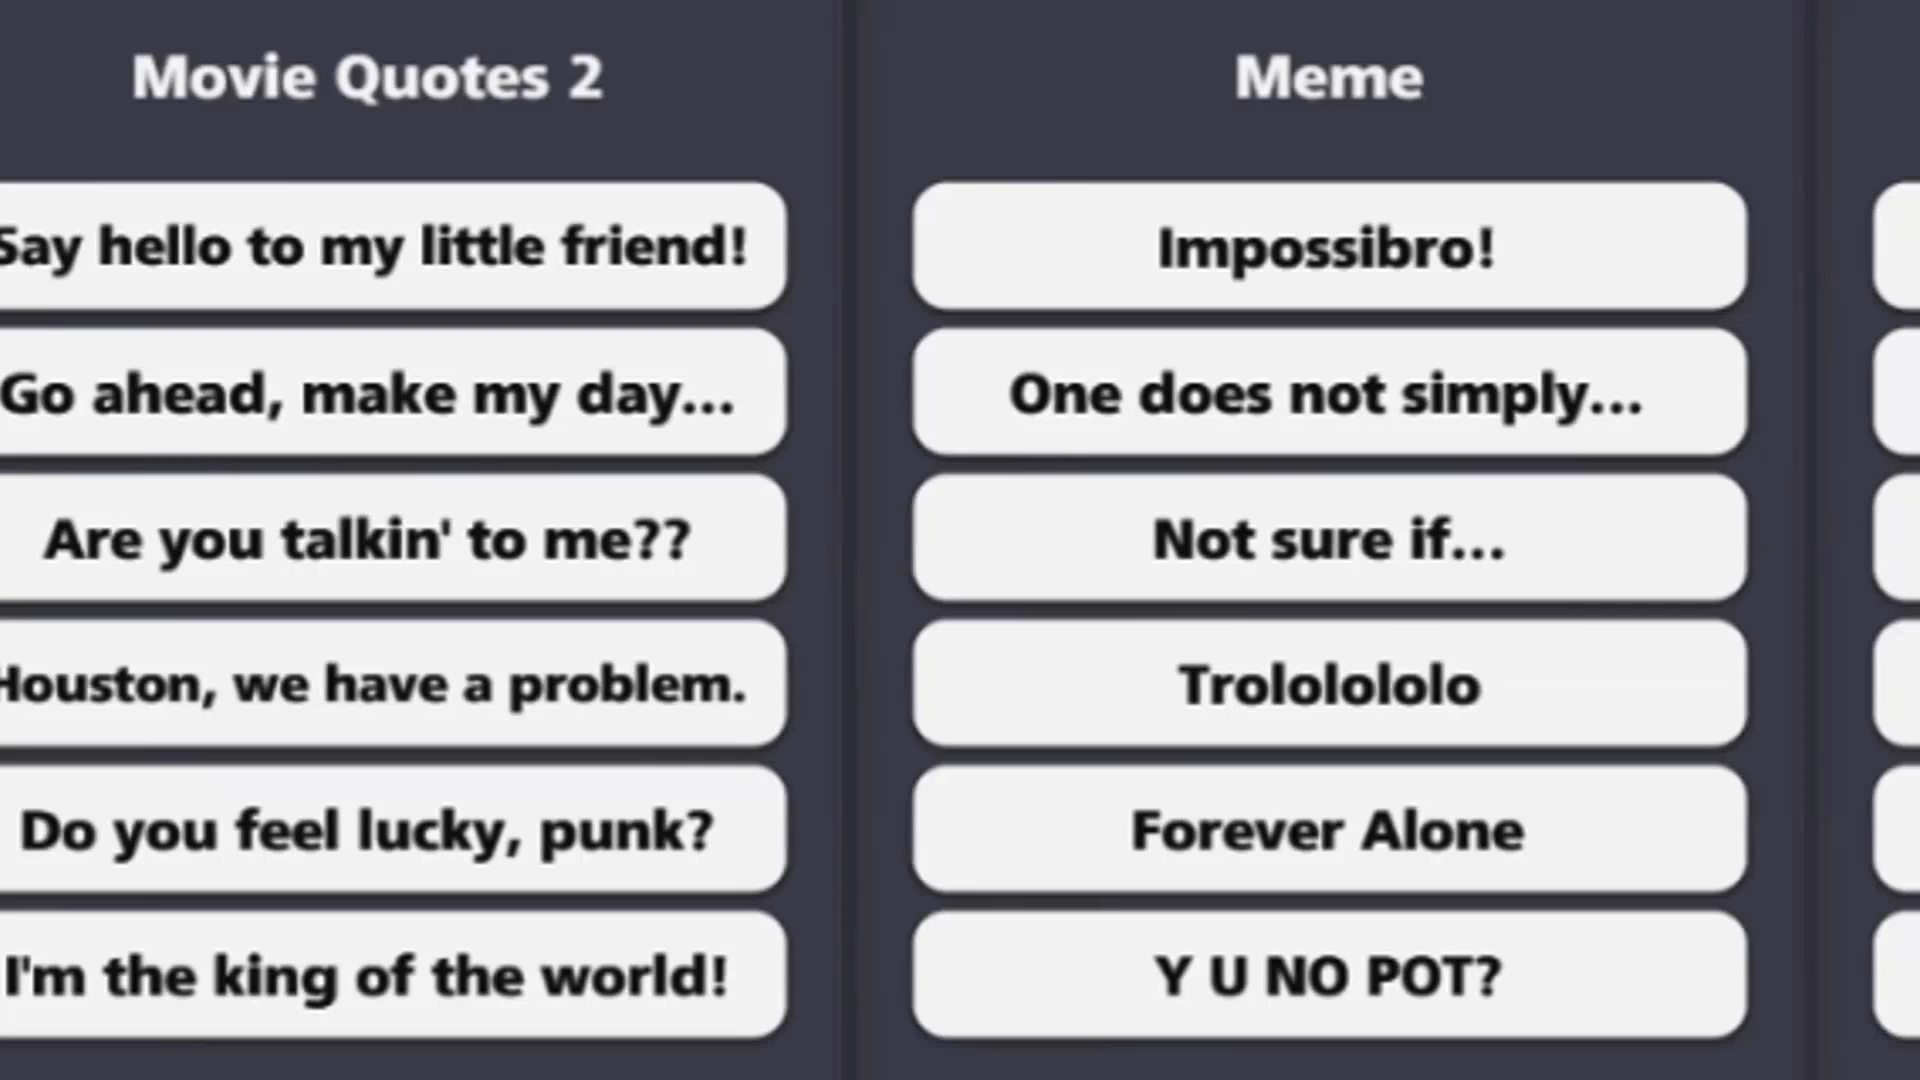 Movie Quotes 2
Say hello to my little friend!
Go ahead, make my day...
Are you talkin' to me??
Houston, we have a problem.
Do you feel lucky, punk?
I'm the king of the world!
Meme
Impossibro!
One does not simply...
Not sure if...
Trolololololo
Forever Alone
Y U NO POT?